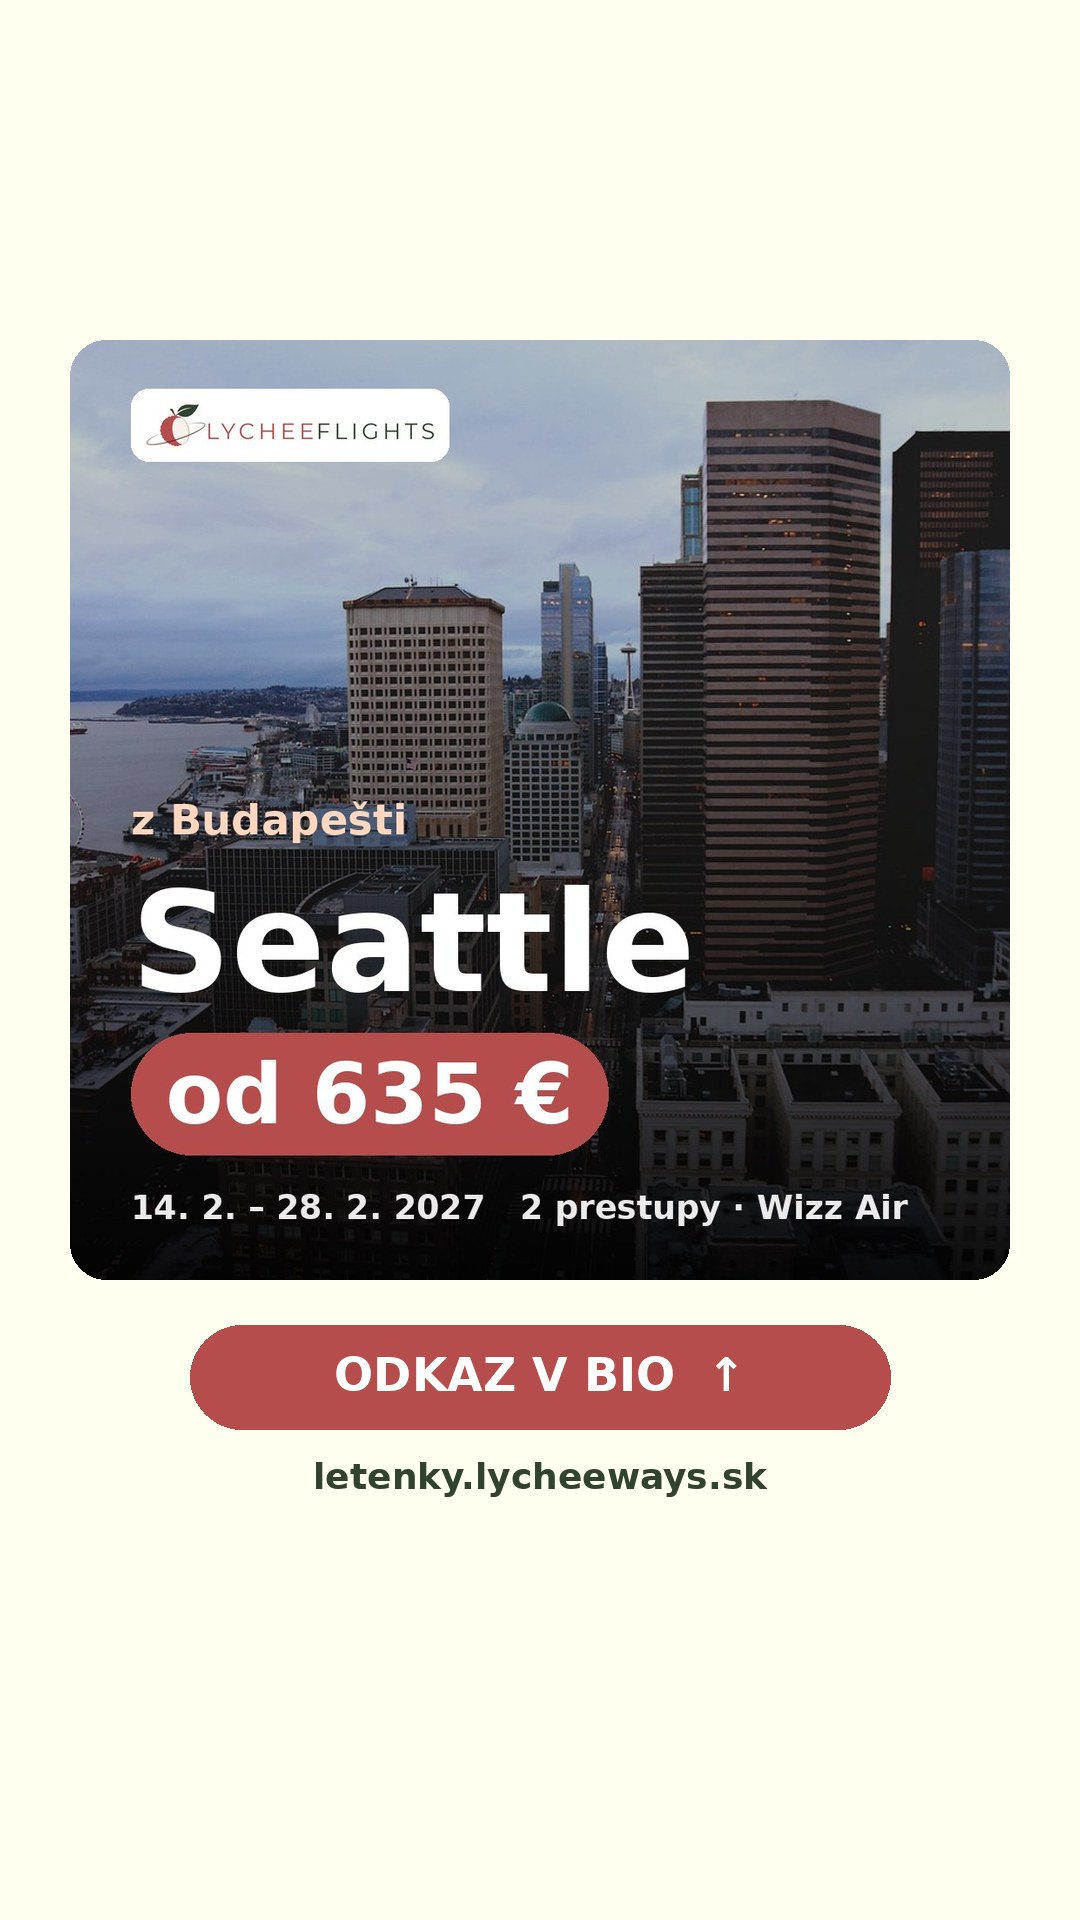 LYCHEEFLIGHTS
z Budapešti
Seattle
od 635 €
14. 2. – 28. 2. 2027 2 prestupy · Wizz Air
ODKAZ V BIO ↑
letenky.lycheeways.sk